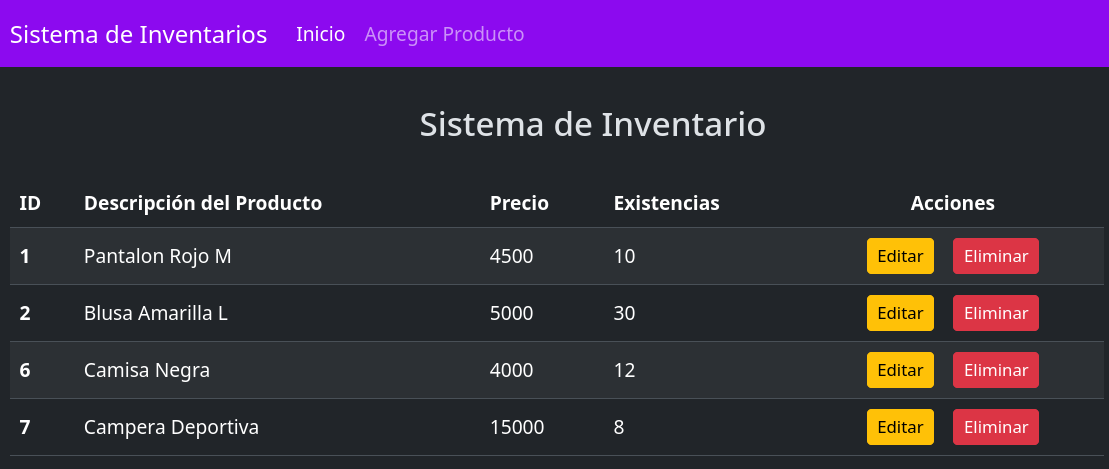 Sistema de Inventarios Inicio Agregar Producto
Sistema de Inventario
ID Descripción del Producto Precio Existencias Acciones
1 Pantalon Rojo M 4500 10 Editar Eliminar
2 Blusa Amarilla L 5000 30 Editar Eliminar
6 Camisa Negra 4000 12 Editar Eliminar
7 Campera Deportiva 15000 8 Editar Eliminar